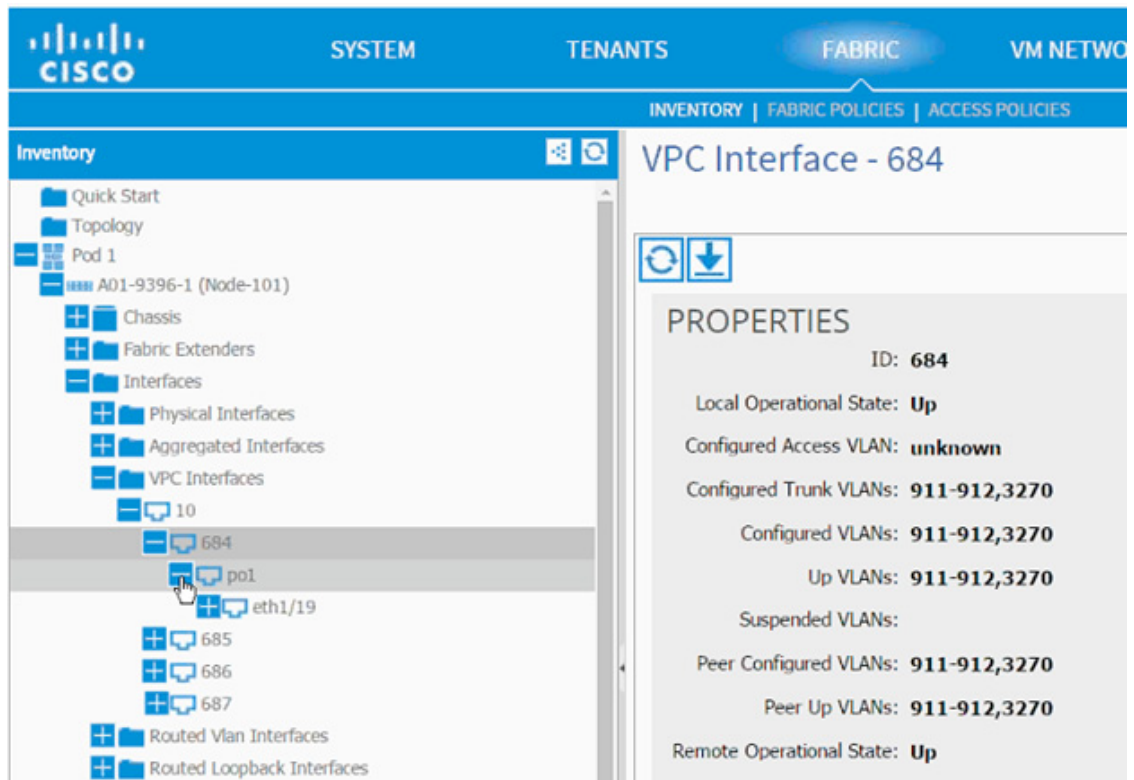 CISCO
SYSTEM TENANTS FABRIC VM NETWO
INVENTORY | FABRIC POLICIES | ACCESS POLICIES
Inventory
Quick Start
Topology
Pod 1
A01-9396-1 (Node-101)
Chassis
Fabric Extenders
Interfaces
Physical Interfaces
Aggregated Interfaces
VPC Interfaces
10
684
po1
eth1/19
685
686
687
Routed Vlan Interfaces
Routed Loopback Interfaces
VPC Interface - 684
PROPERTIES
ID: 684
Local Operational State: Up
Configured Access VLAN: unknown
Configured Trunk VLANs: 911-912,3270
Configured VLANs: 911-912,3270
Up VLANs: 911-912,3270
Suspended VLANs:
Peer Configured VLANs: 911-912,3270
Peer Up VLANs: 911-912,3270
Remote Operational State: Up